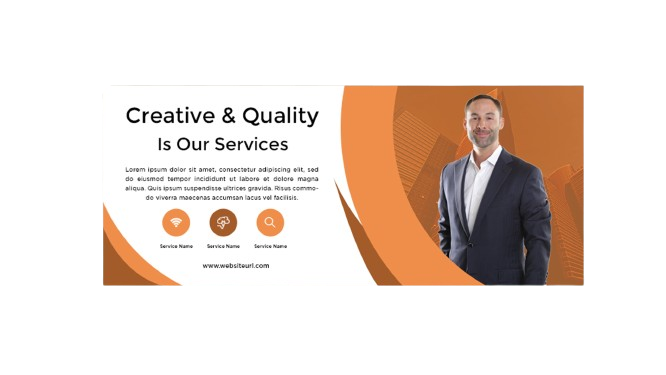 Creative & Quality
Is Our Services
Lorem ipsum dolor sit amet, consectetur adipiscing elit, sed
do eiusmod tempor incididunt ut labore et dolore magna
aliqua. Quis ipsum suspendisse ultrices gravida. Risus commo-
do viverra maecenas accumsan lacus vel facilisis.
Service Name Service Name Service Name
www.websiteurl.com